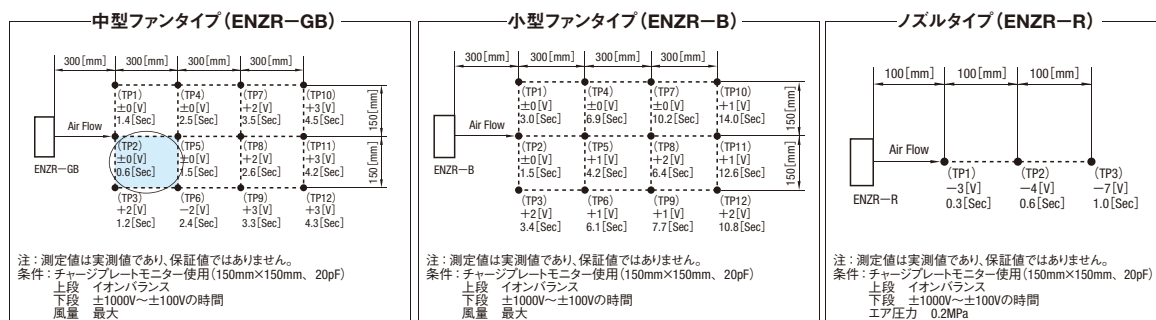 中型ファンタイプ(ENZR－GB)
300[mm] 300[mm] 300[mm] 300[mm]
(TP1) (TP4) (TP7) (TP10)
±0[V] ±0[V] +2[V] +3[V]
1.4[Sec] 2.5[Sec] 3.5[Sec] 4.5[Sec]
150[mm]
Air Flow
(TP2) (TP5) (TP8) (TP11)
±0[V] ±0[V] +2[V] +3[V]
0.6[Sec] 1.5[Sec] 2.6[Sec] 4.2[Sec]
150[mm]
ENZR－GB
(TP3) (TP6) (TP9) (TP12)
+2[V] −2[V] +3[V] +3[V]
1.2[Sec] 2.4[Sec] 3.3[Sec] 4.3[Sec]
注：測定値は実測値であり、保証値ではありません。
条件：チャージプレートモニター使用(150mm×150mm、20pF)
上段　イオンバランス
下段　±1000V～±100Vの時間
風量　最大
小型ファンタイプ(ENZR－B)
300[mm] 300[mm] 300[mm] 300[mm]
(TP1) (TP4) (TP7) (TP10)
±0[V] ±0[V] ±0[V] +1[V]
3.0[Sec] 6.9[Sec] 10.2[Sec] 14.0[Sec]
150[mm]
Air Flow
(TP2) (TP5) (TP8) (TP11)
±0[V] +1[V] +2[V] +1[V]
1.5[Sec] 4.2[Sec] 6.4[Sec] 12.6[Sec]
150[mm]
ENZR－B
(TP3) (TP6) (TP9) (TP12)
+2[V] +1[V] +1[V] +2[V]
3.4[Sec] 6.1[Sec] 7.7[Sec] 10.8[Sec]
注：測定値は実測値であり、保証値ではありません。
条件：チャージプレートモニター使用(150mm×150mm、20pF)
上段　イオンバランス
下段　±1000V～±100Vの時間
風量　最大
ノズルタイプ(ENZR－R)
100[mm] 100[mm] 100[mm]
Air Flow
ENZR－R
(TP1) (TP2) (TP3)
−3[V] −4[V] −7[V]
0.3[Sec] 0.6[Sec] 1.0[Sec]
注：測定値は実測値であり、保証値ではありません。
条件：チャージプレートモニター使用(150mm×150mm、20pF)
上段　イオンバランス
下段　±1000V～±100Vの時間
エア圧力　0.2MPa